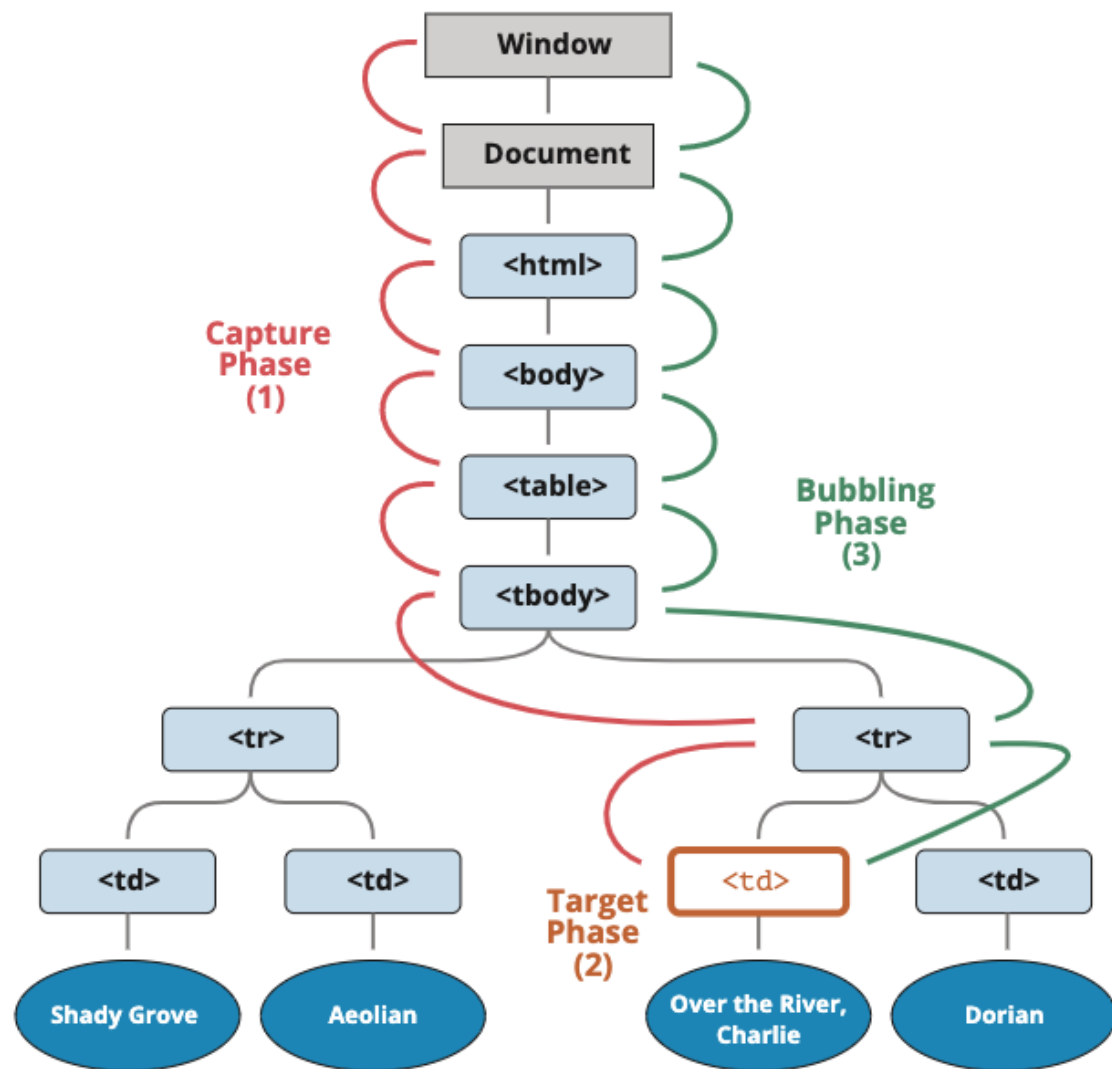 Window
Document
<html>
Capture
Phase
(1)
<body>
<table>
Bubbling
Phase
(3)
<tbody>
<tr>
<tr>
<td>
<td>
<td>
<td>
Target
Phase
(2)
Shady Grove
Aeolian
Over the River,
Charlie
Dorian